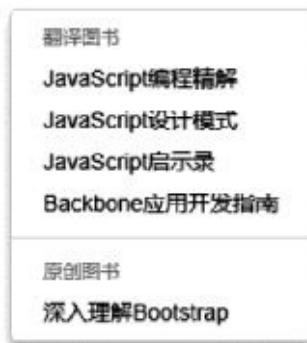 翻译图书
JavaScript编程精解
JavaScript设计模式
JavaScript启示录
Backbone应用开发指南
原创图书
深入理解Bootstrap